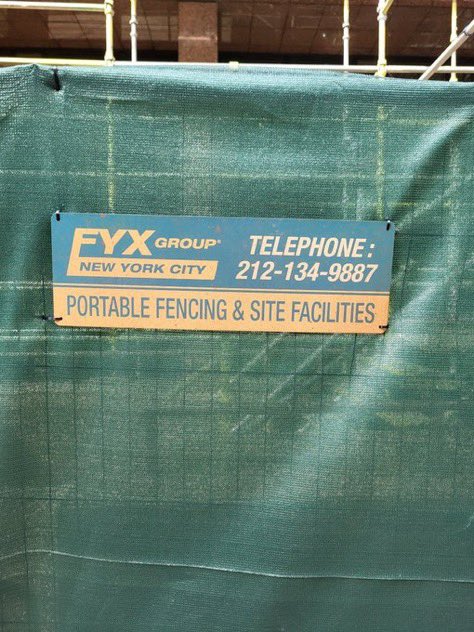 FYX GROUP®
NEW YORK CITY
TELEPHONE:
212-134-9887
PORTABLE FENCING & SITE FACILITIES